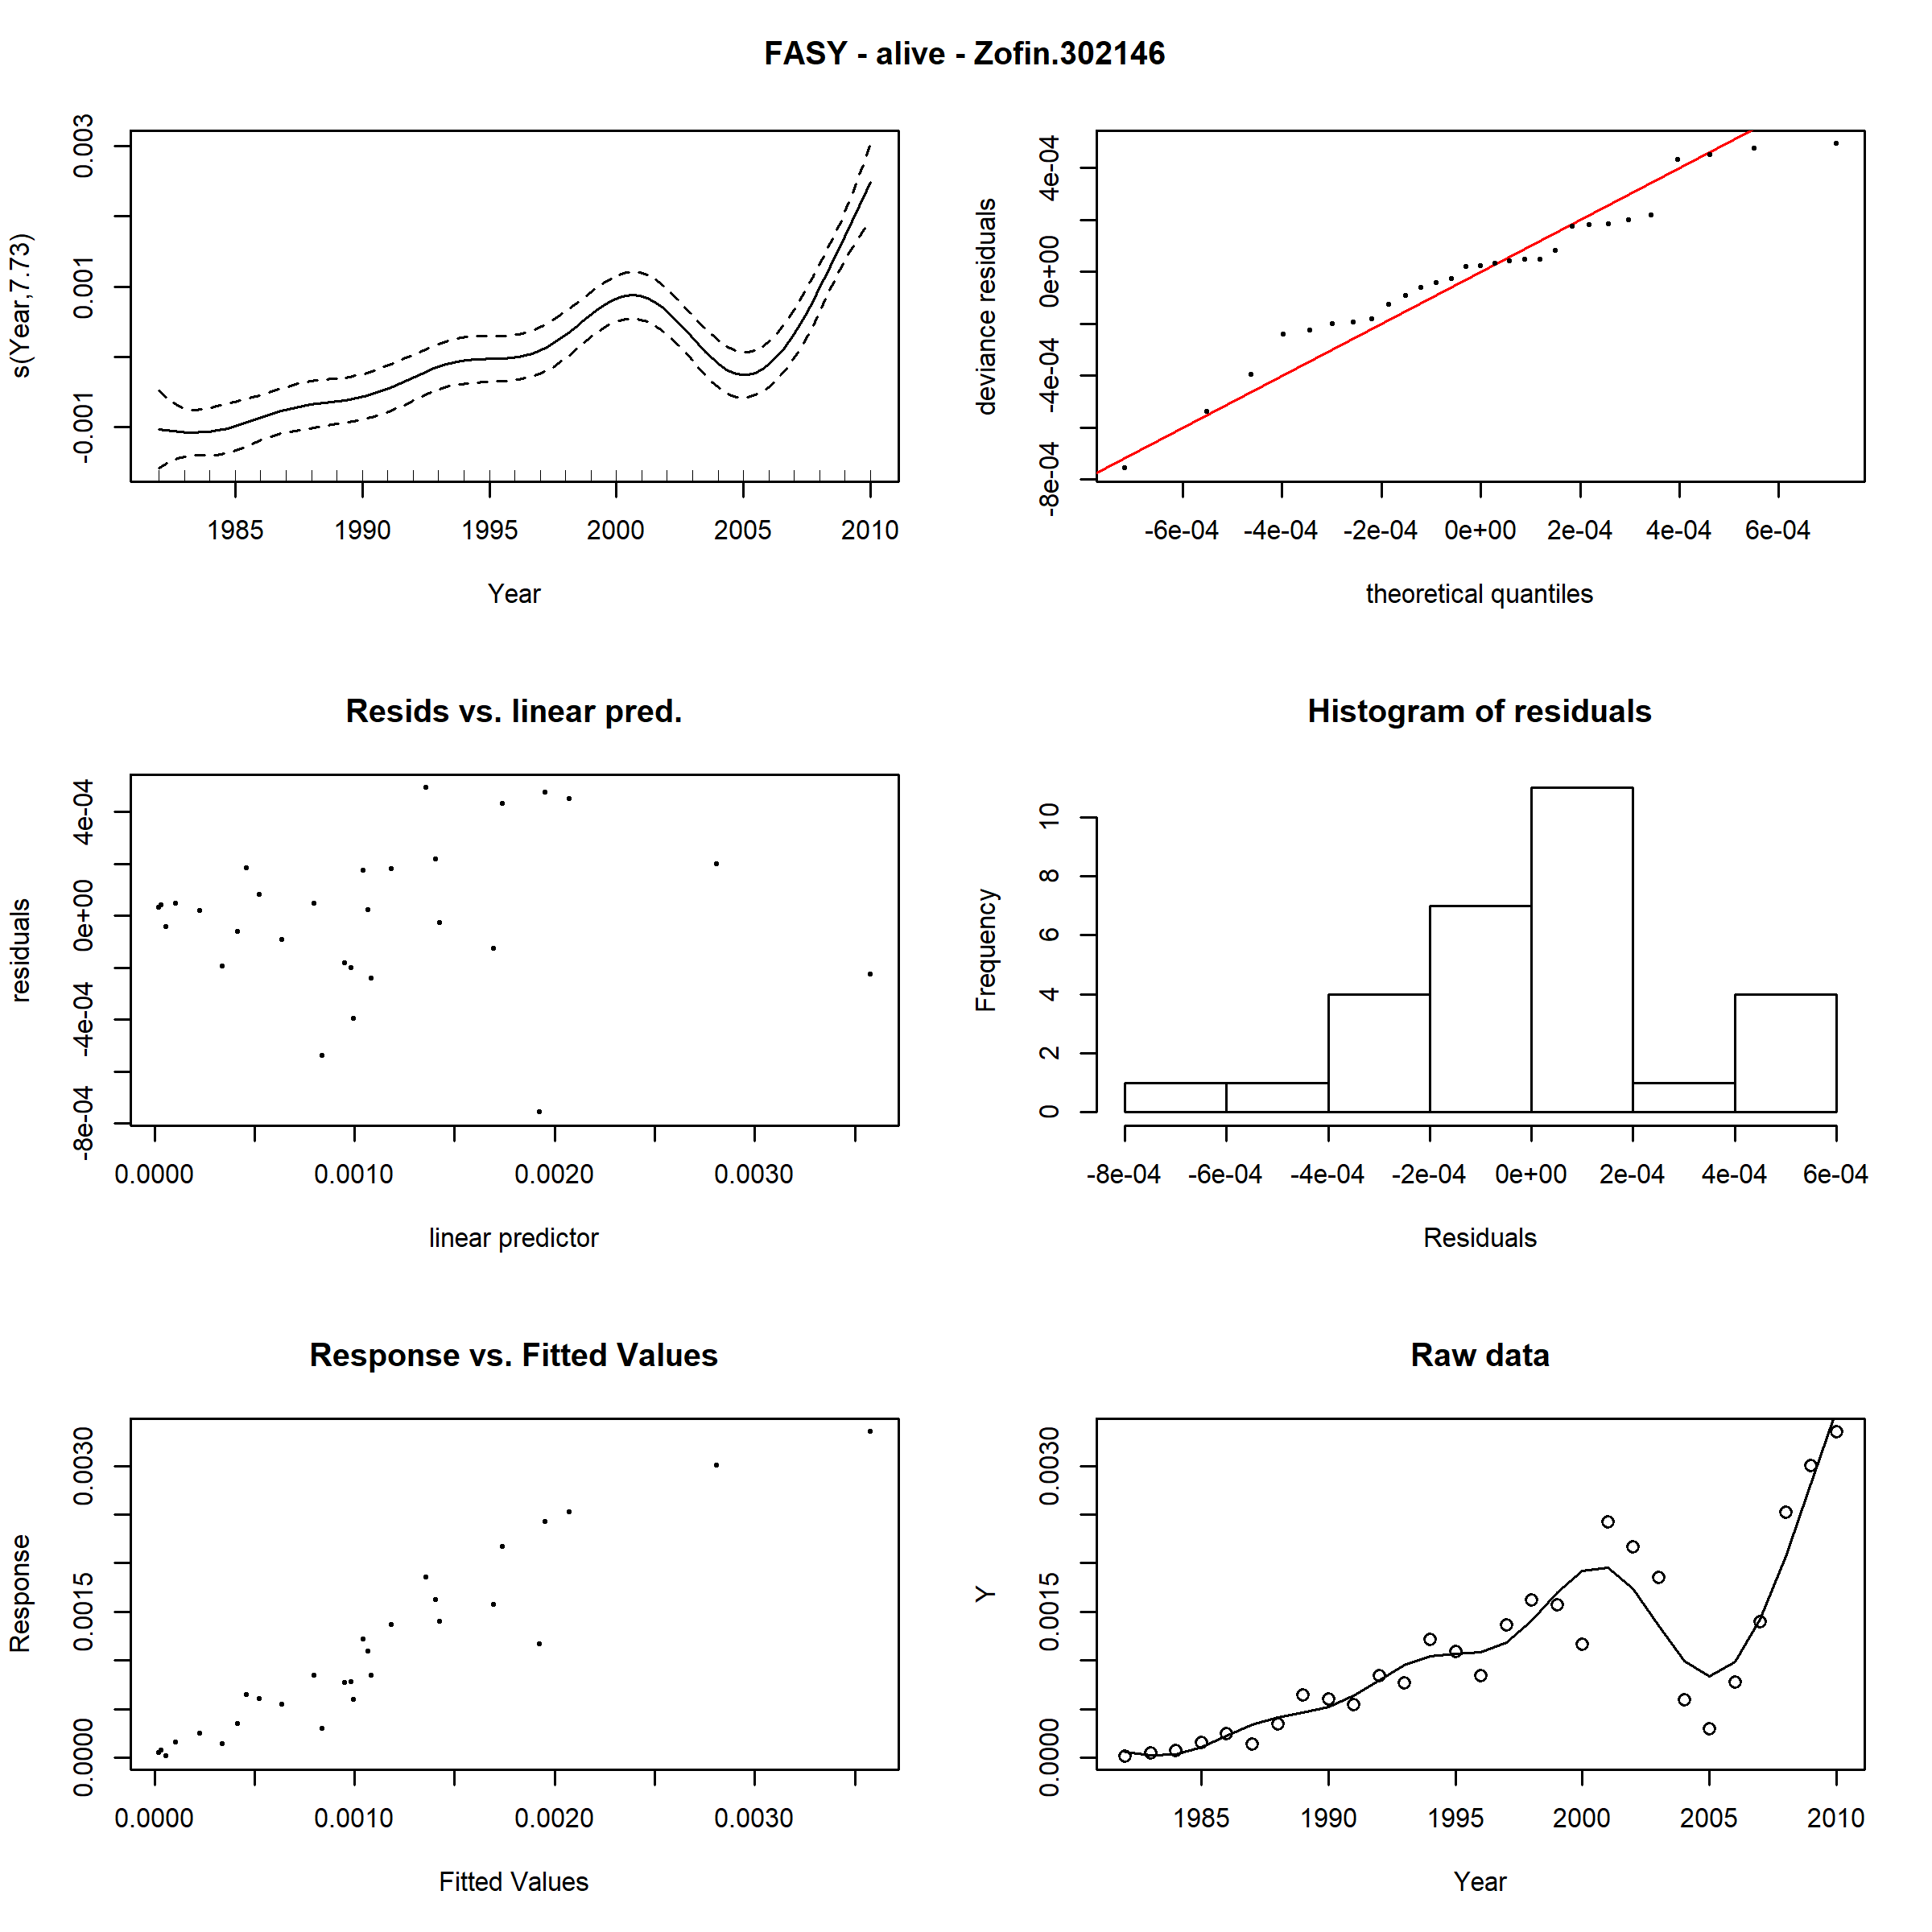 FASY - alive - Zofin.302146
s(Year,7.73)
-0.001 0.001 0.003
1985 1990 1995 2000 2005 2010
Year
deviance residuals
-8e-04 -4e-04 0e+00 4e-04
-6e-04 -4e-04 -2e-04 0e+00 2e-04 4e-04 6e-04
theoretical quantiles
Resids vs. linear pred.
residuals
-8e-04 -4e-04 0e+00 4e-04
0.0000 0.0010 0.0020 0.0030
linear predictor
Histogram of residuals
Frequency
0 2 4 6 8 10
-8e-04 -6e-04 -4e-04 -2e-04 0e+00 2e-04 4e-04 6e-04
Residuals
Response vs. Fitted Values
Response
0.0000 0.0015 0.0030
0.0000 0.0010 0.0020 0.0030
Fitted Values
Raw data
Y
0.0000 0.0015 0.0030
1985 1990 1995 2000 2005 2010
Year